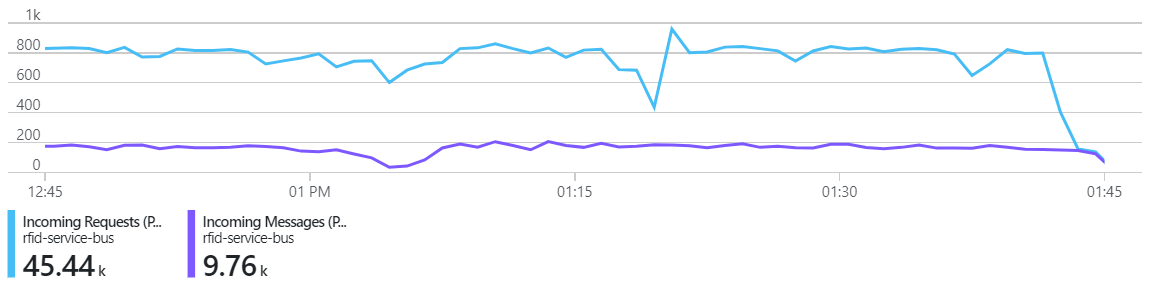 1k
800
600
400
200
0
12:45 01 PM 01:15 01:30 01:45
Incoming Requests (P... Incoming Messages (P...
rfid-service-bus rfid-service-bus
45.44 k 9.76 k